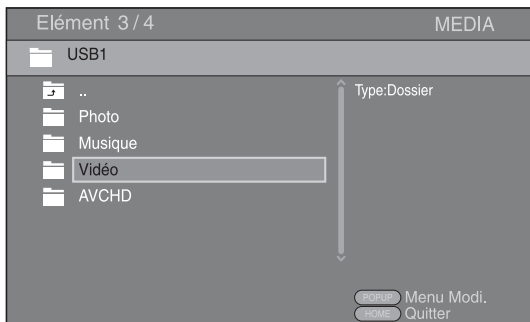 Elément 3 / 4
MEDIA
USB1
..
Photo
Musique
Vidéo
AVCHD
Type:Dossier
POPUP Menu Modi.
HOME Quitter